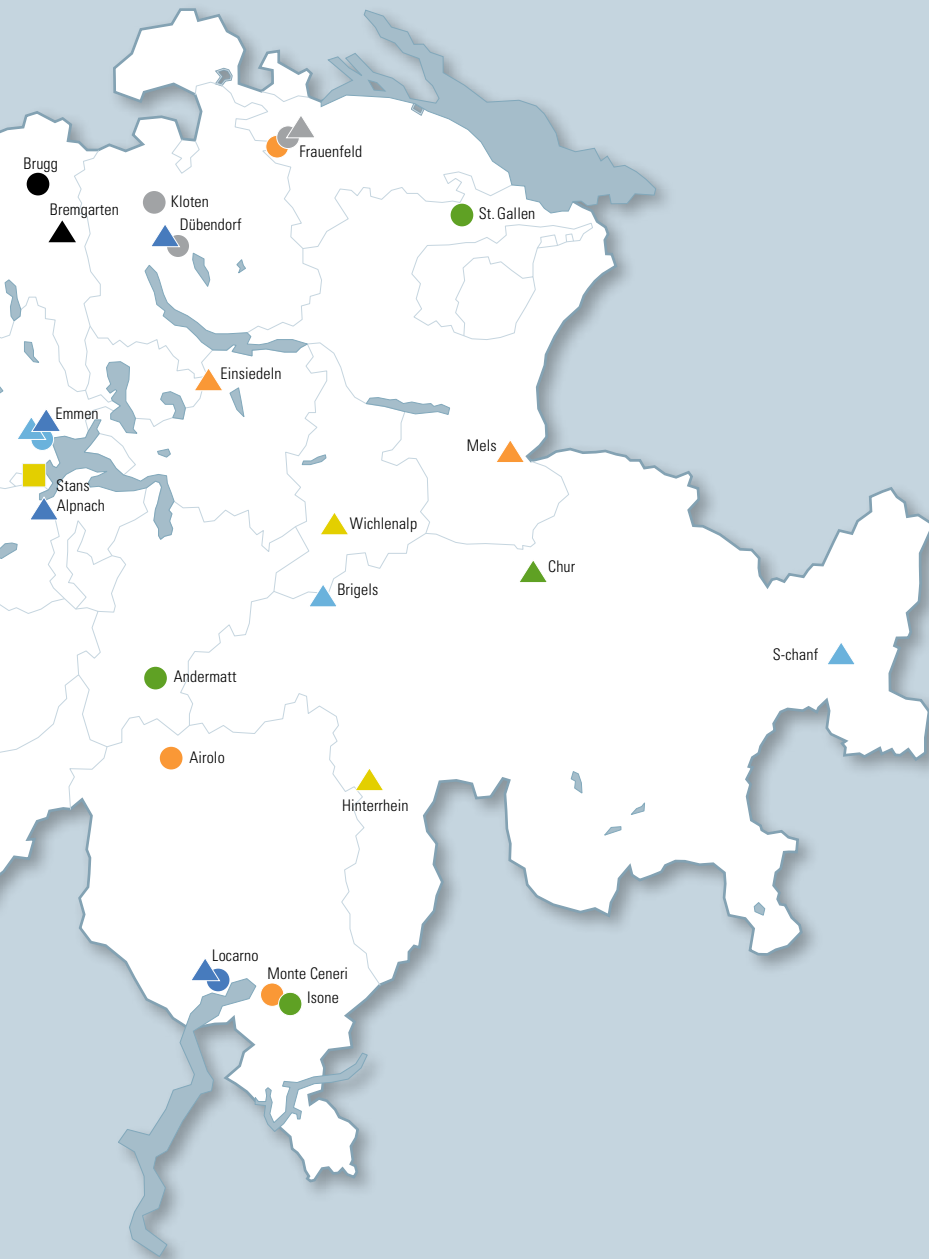 Frauenfeld
Brugg
Kloten
Bremgarten
St. Gallen
Dübendorf
Einsiedeln
Emmen
Mels
Stans
Alpnach
Wichlenalp
Chur
Brigels
S-chanf
Andermatt
Airolo
Hinterrhein
Locarno
Monte Ceneri
Isone